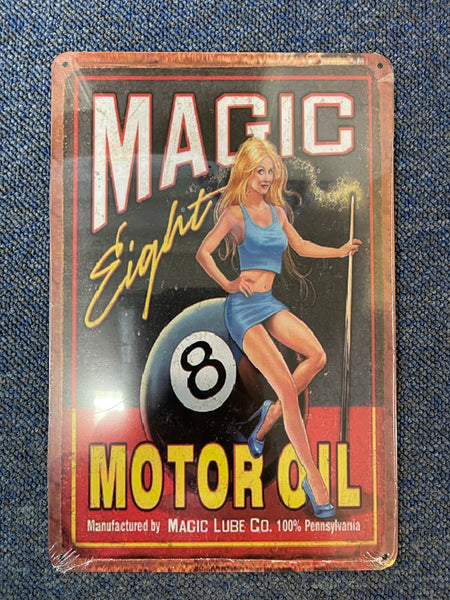 MAGIC
Eight
8
MOTOR OIL
Manufactured by MAGIC LUBE CO. 100% Pennsylvania